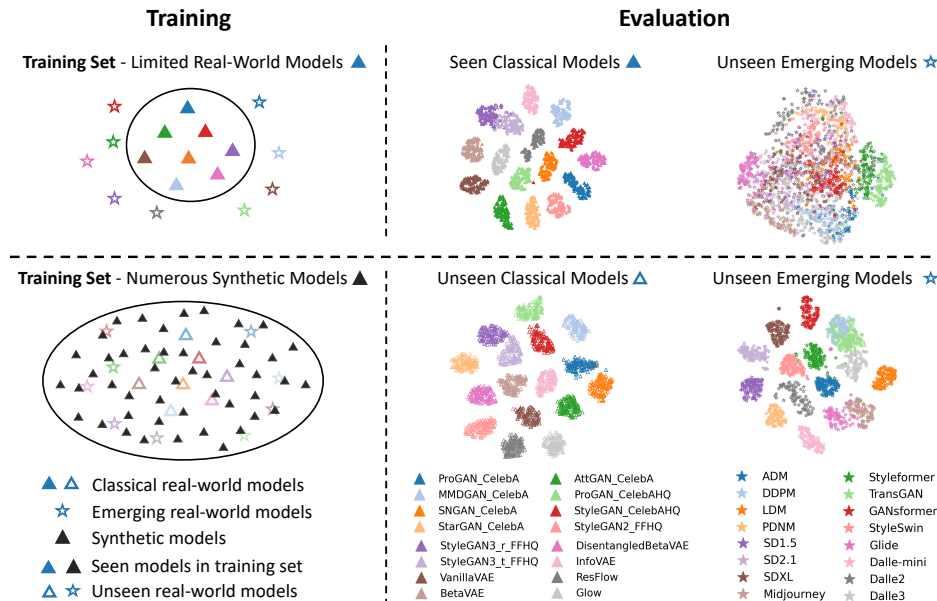 Training
Evaluation
Training Set - Limited Real-World Models
Seen Classical Models
Unseen Emerging Models
Training Set - Numerous Synthetic Models
Unseen Classical Models
Unseen Emerging Models
Classical real-world models
Emerging real-world models
Synthetic models
Seen models in training set
Unseen real-world models
ProGAN_CelebA
MMDGAN_CelebA
SNGAN_CelebA
StarGAN_CelebA
StyleGAN3_r_FFHQ
StyleGAN3_t_FFHQ
VanillaVAE
BetaVAE
AttGAN_CelebA
ProGAN_CelebAHQ
StyleGAN_CelebAHQ
StyleGAN2_FFHQ
DisentangledBetaVAE
InfoVAE
ResFlow
Glow
ADM
DDPM
LDM
PDNM
SD1.5
SD2.1
SDXL
Midjourney
Styleformer
TransGAN
GANsformer
StyleSwin
Glide
Dalle-mini
Dalle2
Dalle3